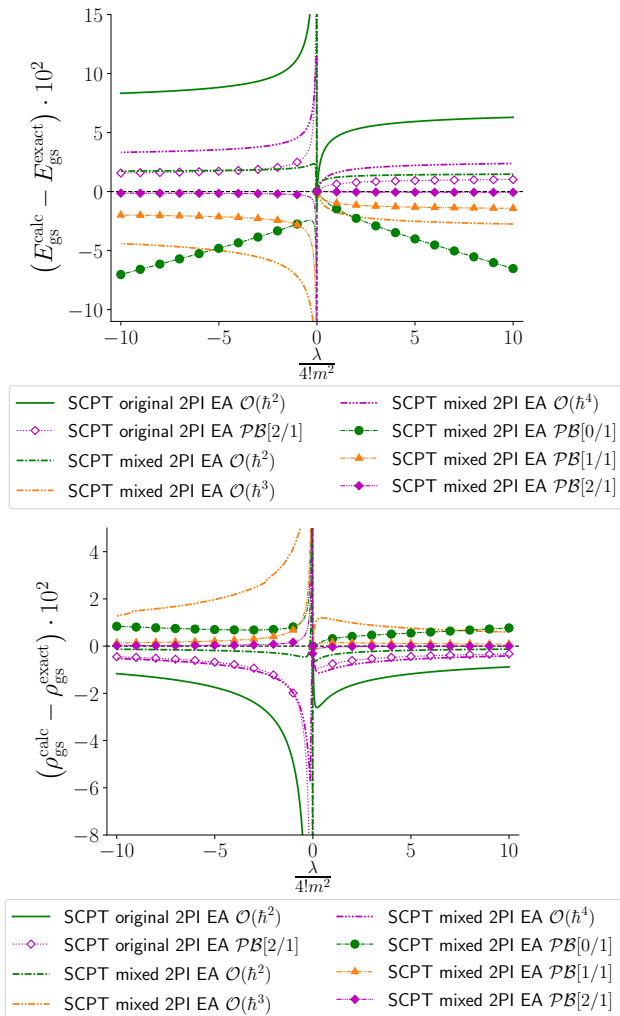 15
10
5
0
−5
−10
(E_gs^calc − E_gs^exact) · 10²
−10 −5 0 5 10
λ/4!m²
SCPT original 2PI EA 𝒪(ℏ²)
SCPT original 2PI EA 𝒫ℬ[2/1]
SCPT mixed 2PI EA 𝒪(ℏ²)
SCPT mixed 2PI EA 𝒪(ℏ³)
SCPT mixed 2PI EA 𝒪(ℏ⁴)
SCPT mixed 2PI EA 𝒫ℬ[0/1]
SCPT mixed 2PI EA 𝒫ℬ[1/1]
SCPT mixed 2PI EA 𝒫ℬ[2/1]
4
2
0
−2
−4
−6
−8
(ρ_gs^calc − ρ_gs^exact) · 10²
−10 −5 0 5 10
λ/4!m²
SCPT original 2PI EA 𝒪(ℏ²)
SCPT original 2PI EA 𝒫ℬ[2/1]
SCPT mixed 2PI EA 𝒪(ℏ²)
SCPT mixed 2PI EA 𝒪(ℏ³)
SCPT mixed 2PI EA 𝒪(ℏ⁴)
SCPT mixed 2PI EA 𝒫ℬ[0/1]
SCPT mixed 2PI EA 𝒫ℬ[1/1]
SCPT mixed 2PI EA 𝒫ℬ[2/1]